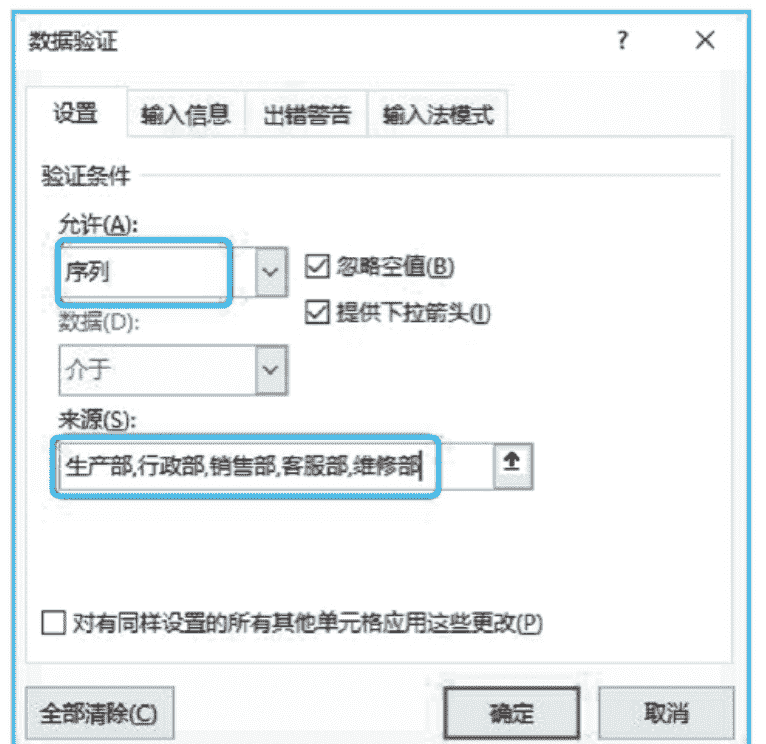 数据验证 ?
设置 输入信息 出错警告 输入法模式
验证条件
允许(A):
序列 忽略空值(B)
数据(D): 提供下拉箭头(I)
介于
来源(S):
生产部,行政部,销售部,客服部,维修部
对有同样设置的所有其他单元格应用这些更改(P)
全部清除(C) 确定 取消